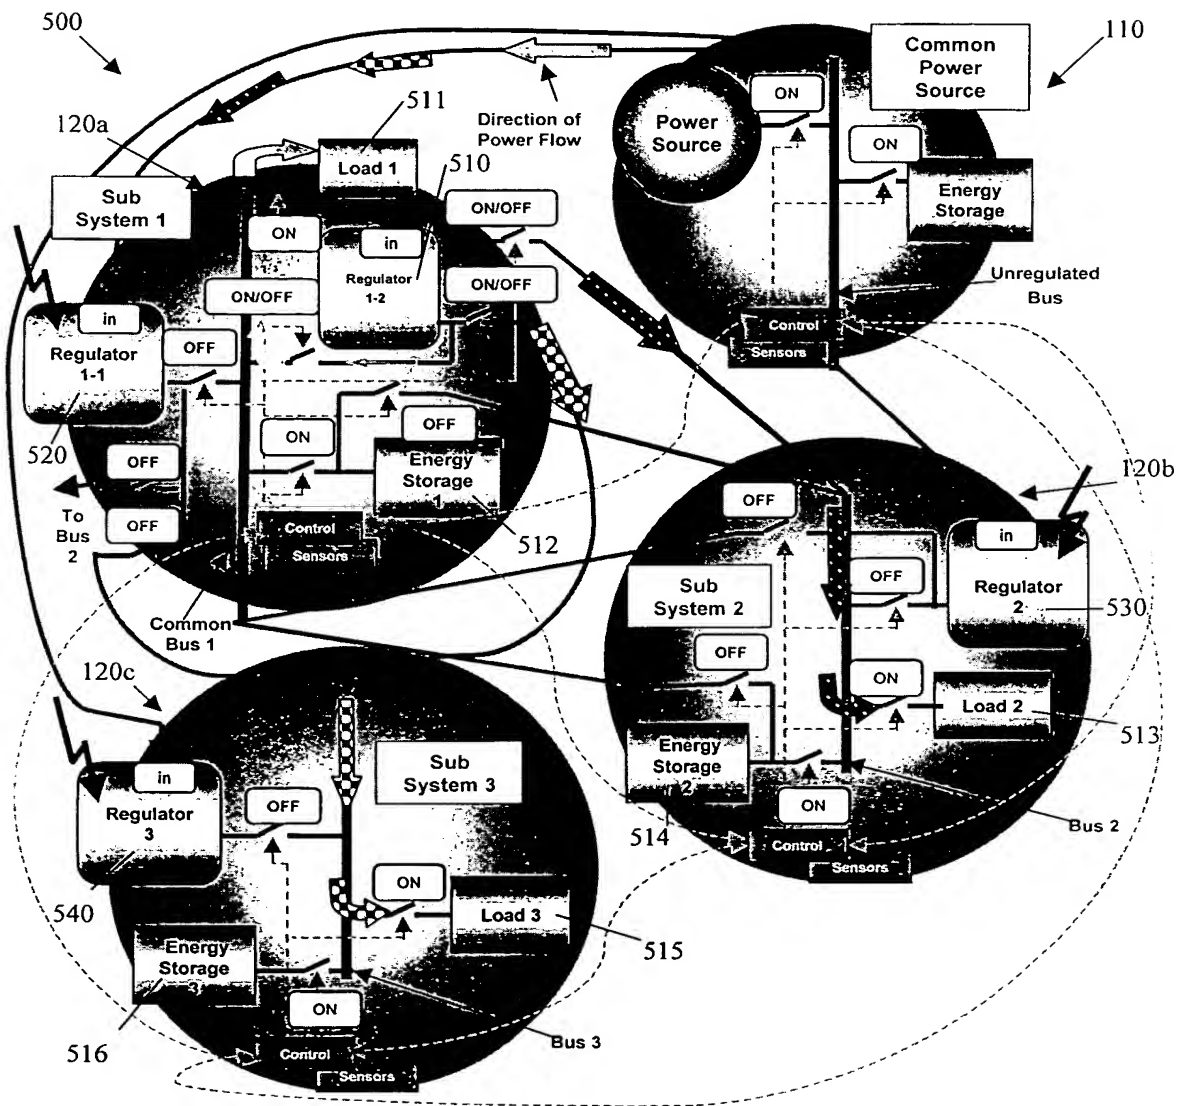 500
110
Common
Power
Source
ON
Power
Source
ON
Energy
Storage
Unregulated
Bus
Control
Sensors
Direction of
Power Flow
511
120a
Load 1
510
Sub
System 1
ON/OFF
ON
in
Regulator
1-2
ON/OFF
ON/OFF
in
Regulator
1-1
OFF
520
OFF
ON
OFF
Energy
Storage
1
To
Bus
2
OFF
Control
Sensors
512
Common
Bus 1
120b
OFF
in
Regulator
2
530
Sub
System 2
OFF
OFF
ON
Load 2
513
Energy
Storage
2
514
ON
Bus 2
Control
Sensors
120c
in
Regulator
3
Sub
System 3
OFF
540
ON
Load 3
515
Energy
Storage
3
ON
516
Bus 3
Control
Sensors